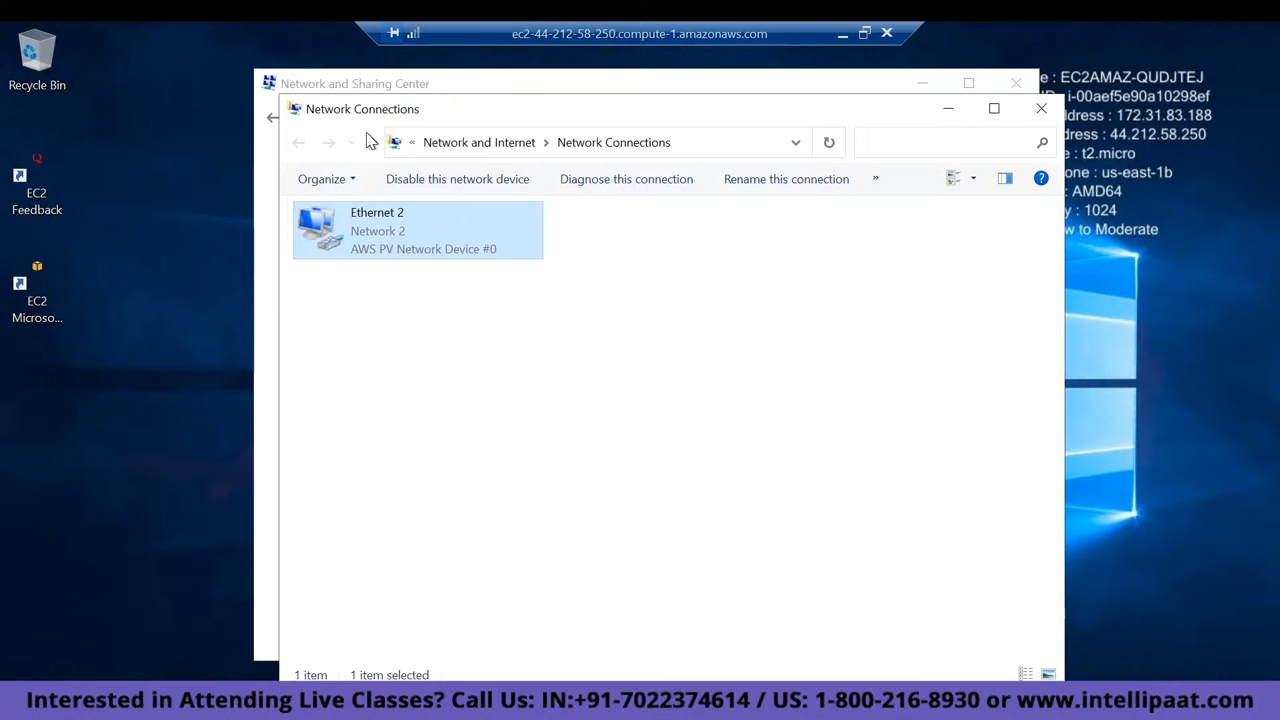 ec2-44-212-58-250.compute-1.amazonaws.com
Recycle Bin
EC2
Feedback
EC2
Microso...
Network and Sharing Center
e : EC2AMAZ-QUDJTEJ
i-00aef5e90a10298ef
ddress : 172.31.83.188
ddress : 44.212.58.250
e : t2.micro
one : us-east-1b
: AMD64
y : 1024
w to Moderate
Network Connections
« Network and Internet > Network Connections
Organize
Disable this network device
Diagnose this connection
Rename this connection
»
Ethernet 2
Network 2
AWS PV Network Device #0
1 item
1 item selected
Interested in Attending Live Classes? Call Us: IN:+91-7022374614 / US: 1-800-216-8930 or www.intellipaat.com